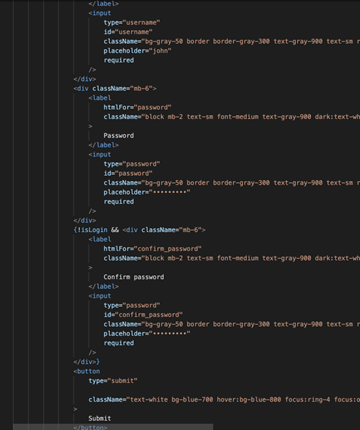 </label>
<input
type="username"
id="username"
className="bg-gray-50 border border-gray-300 text-gray-900 text-sm r
placeholder="john"
required
/>
</div>
<div className="mb-6">
<label
htmlFor="password"
className="block mb-2 text-sm font-medium text-gray-900 dark:text-wh
>
Password
</label>
<input
type="password"
id="password"
className="bg-gray-50 border border-gray-300 text-gray-900 text-sm r
placeholder="•••••••••"
required
/>
</div>
{!isLogin && <div className="mb-6">
<label
htmlFor="confirm_password"
className="block mb-2 text-sm font-medium text-gray-900 dark:text-wh
>
Confirm password
</label>
<input
type="password"
id="confirm_password"
className="bg-gray-50 border border-gray-300 text-gray-900 text-sm r
placeholder="•••••••••"
required
/>
</div>}
<button
type="submit"
className="text-white bg-blue-700 hover:bg-blue-800 focus:ring-4 focus:o
>
Submit
</button>